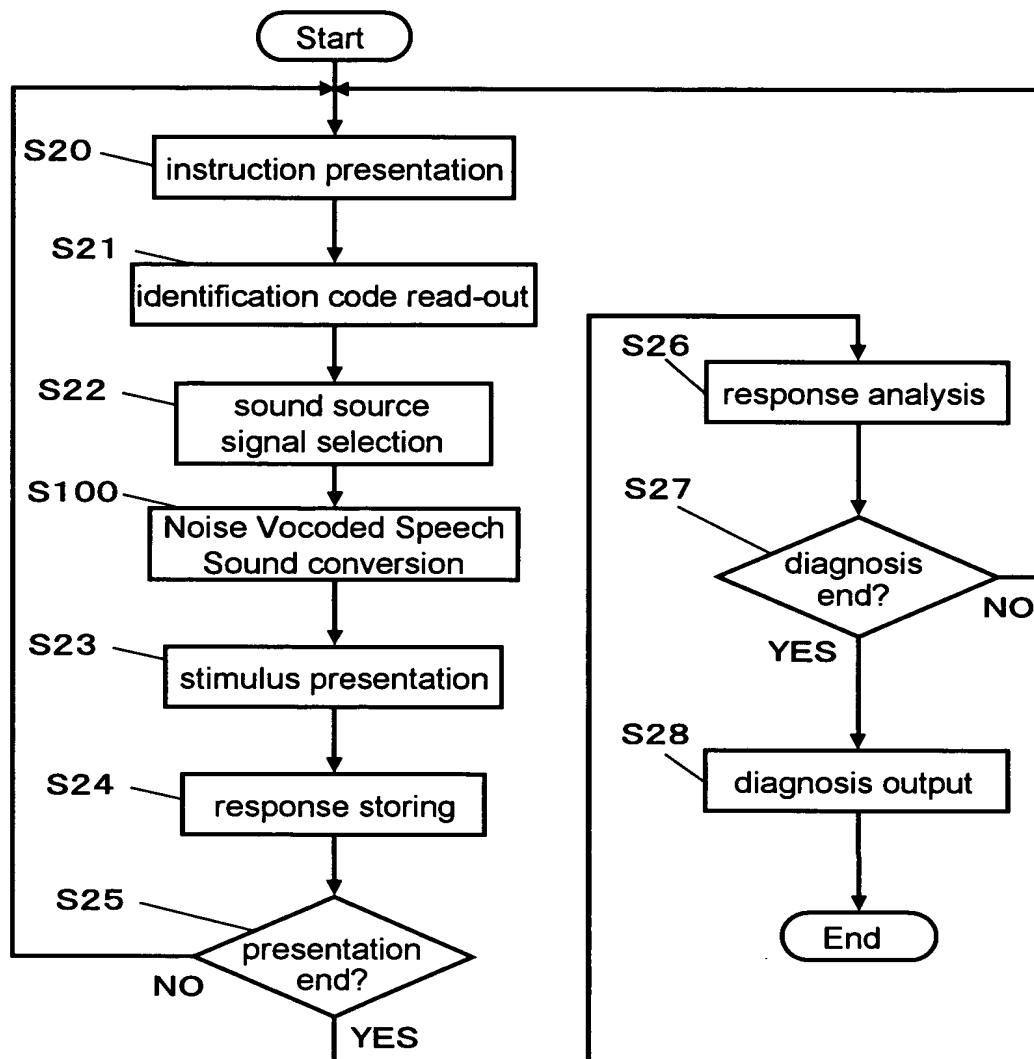 Start
S20
instruction presentation
S21
identification code read-out
S22
sound source
signal selection
S100
Noise Vocoded Speech
Sound conversion
S23
stimulus presentation
S24
response storing
S25
presentation
end?
NO
YES
S26
response analysis
S27
diagnosis
end?
NO
YES
S28
diagnosis output
End